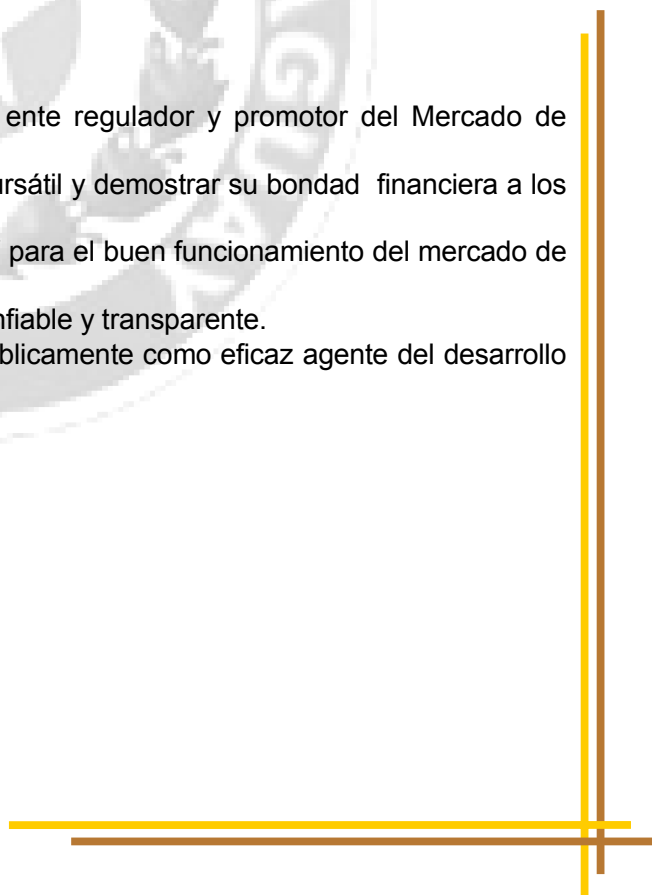 ente regulador y promotor del Mercado de
ursátil y demostrar su bondad financiera a los
para el buen funcionamiento del mercado de
nfiable y transparente.
blicamente como eficaz agente del desarrollo
AGUAY